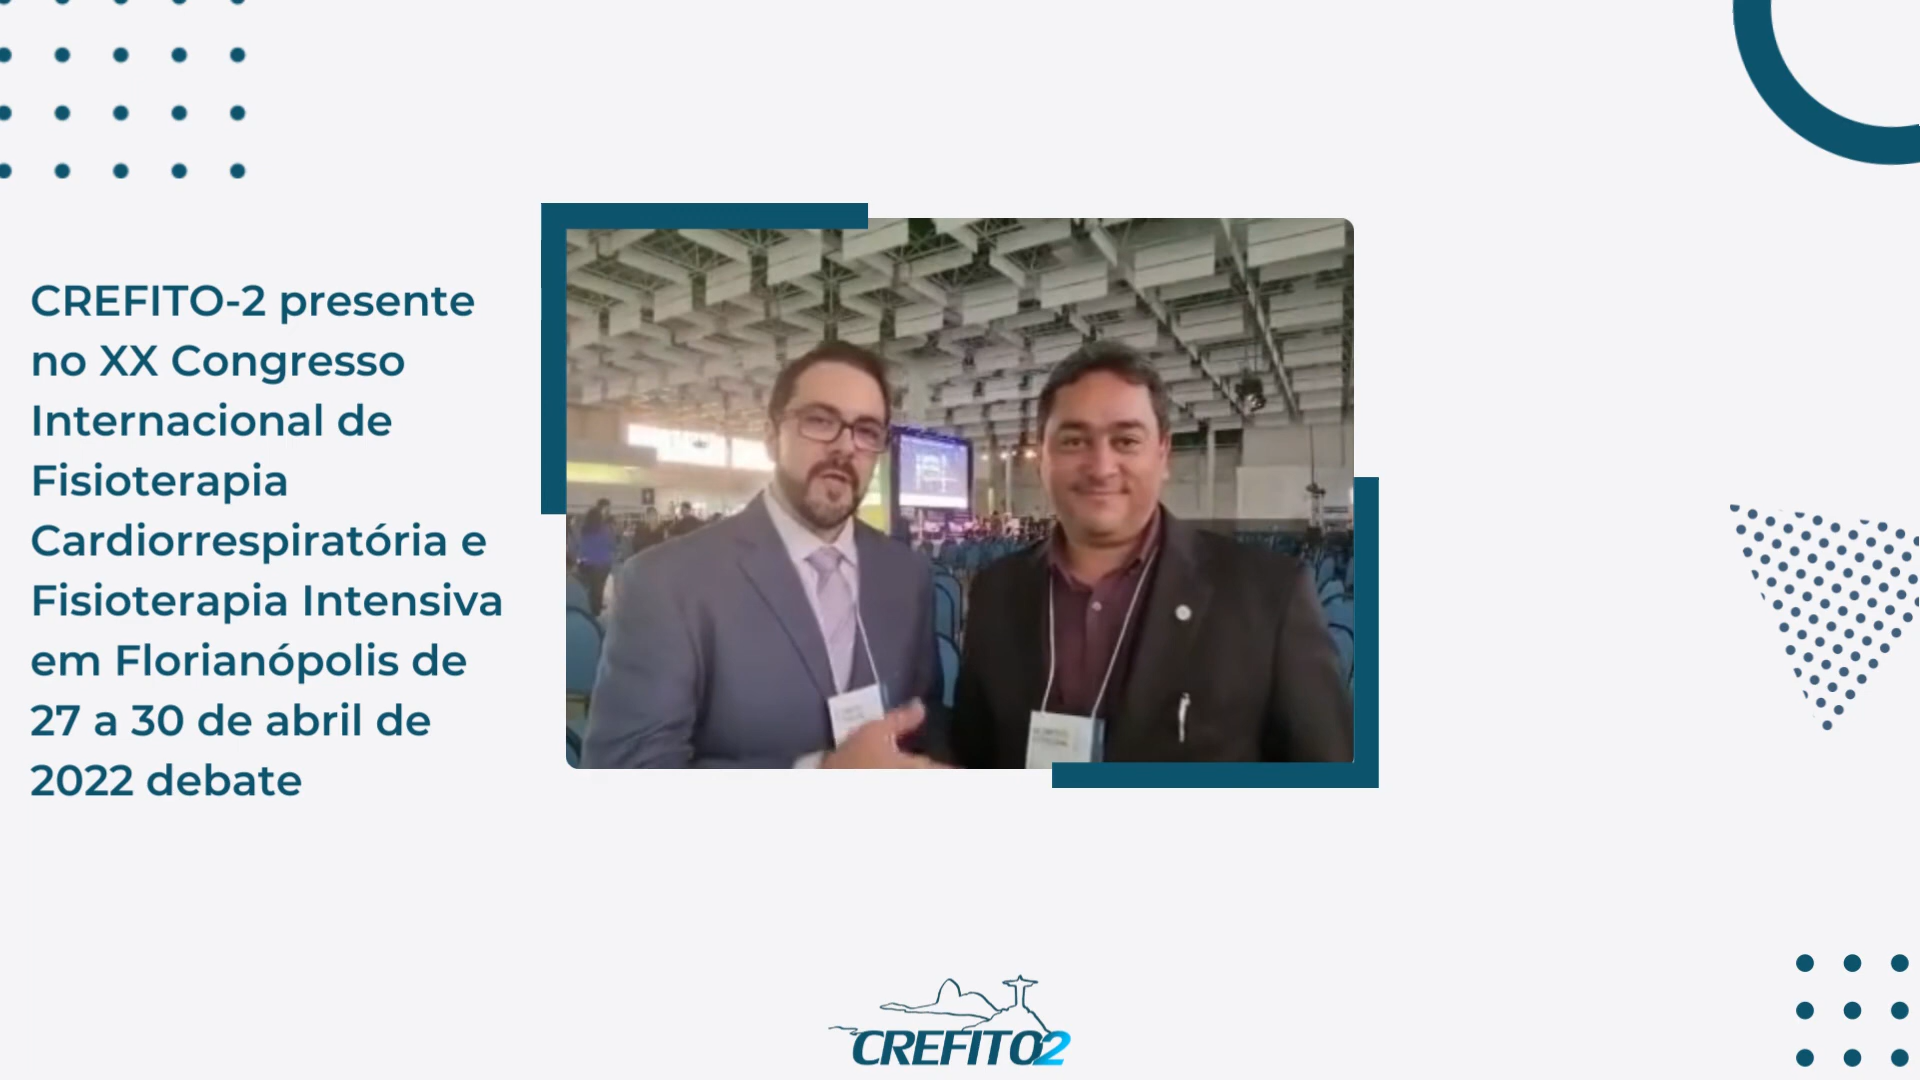 CREFITO-2 presente
no XX Congresso
Internacional de
Fisioterapia
Cardiorrespiratória e
Fisioterapia Intensiva
em Florianópolis de
27 a 30 de abril de
2022 debate
CREFITO2